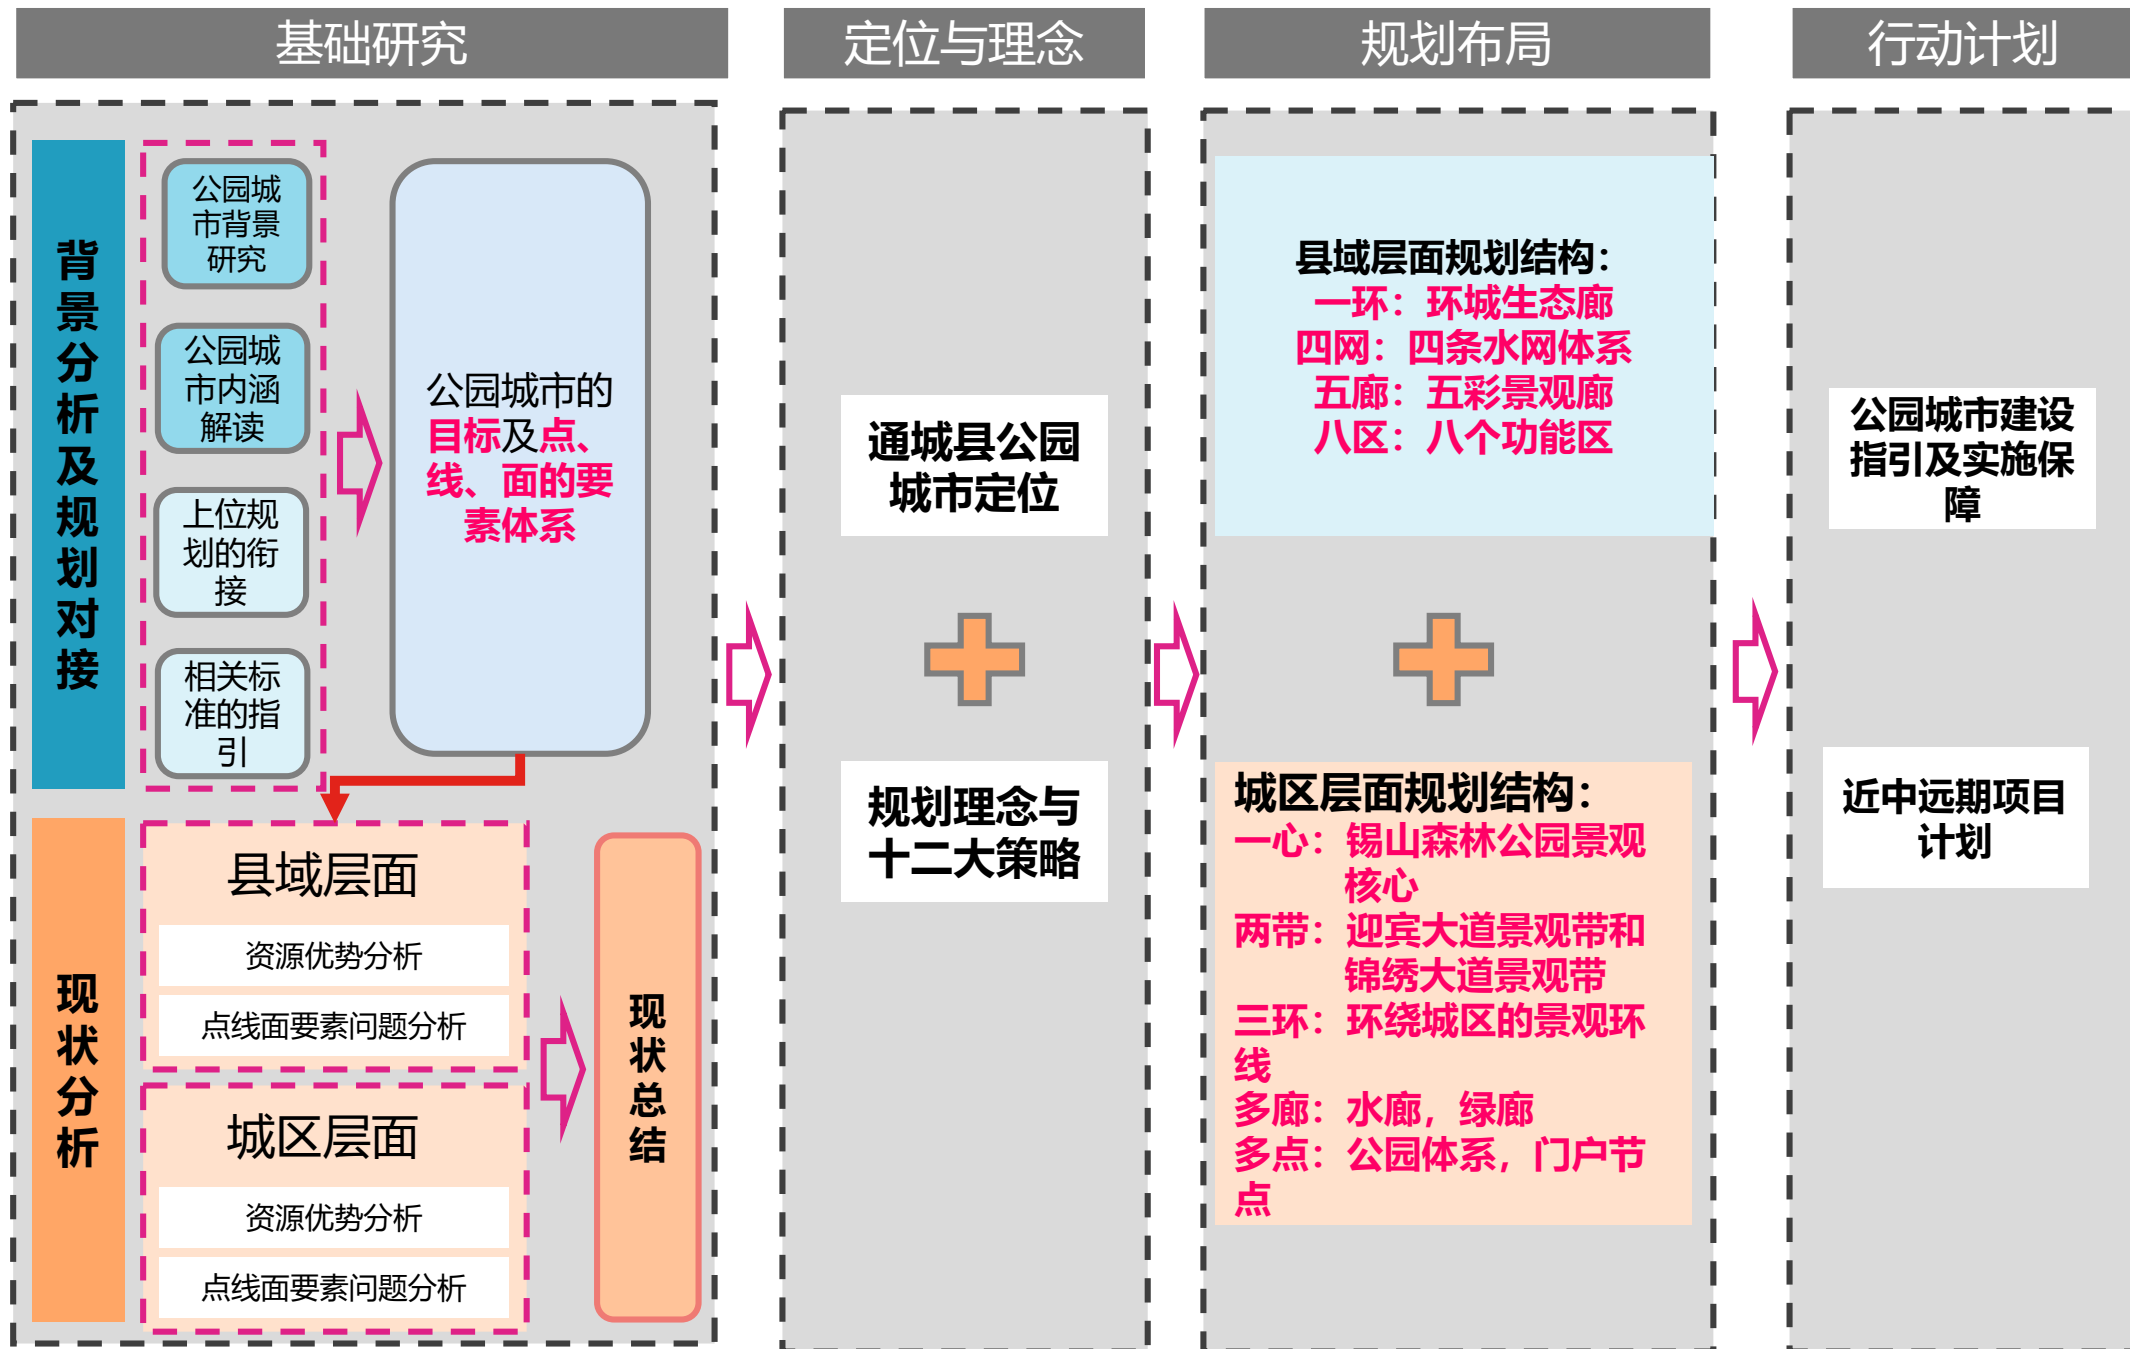 基础研究
定位与理念
规划布局
行动计划
背景分析及规划对接
公园城
市背景
研究
公园城
市内涵
解读
上位规
划的衔
接
相关标
准的指
引
公园城市的
目标及点、
线、面的要
素体系
现状分析
县域层面
资源优势分析
点线面要素问题分析
城区层面
资源优势分析
点线面要素问题分析
现状总结
通城县公园
城市定位
规划理念与
十二大策略
县域层面规划结构：
一环：环城生态廊
四网：四条水网体系
五廊：五彩景观廊
八区：八个功能区
城区层面规划结构：
一心：锡山森林公园景观
核心
两带：迎宾大道景观带和
锦绣大道景观带
三环：环绕城区的景观环
线
多廊：水廊，绿廊
多点：公园体系，门户节
点
公园城市建设
指引及实施保
障
近中远期项目
计划